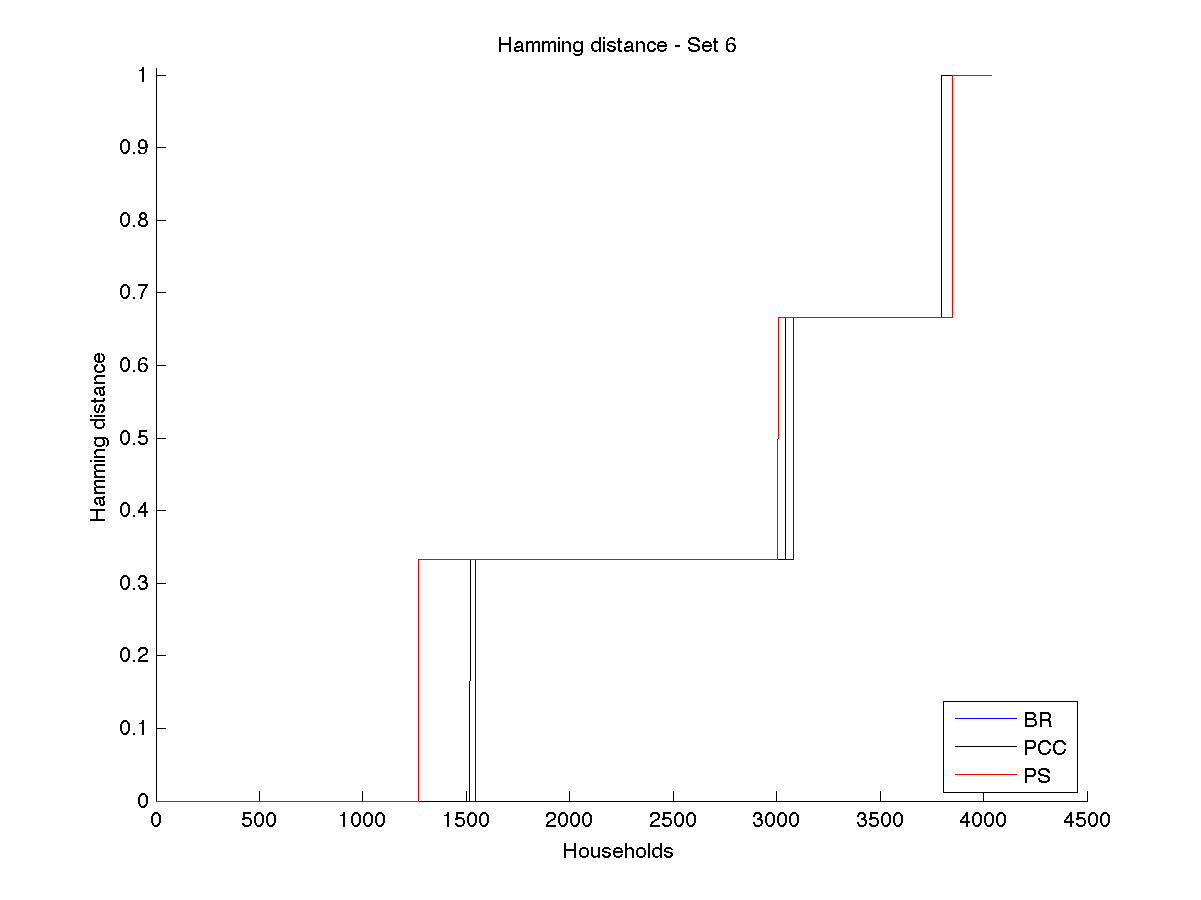 Hamming distance - Set 6
1
0.9
0.8
0.7
0.6
0.5
0.4
0.3
0.2
0.1
0
Hamming distance
0 500 1000 1500 2000 2500 3000 3500 4000 4500
Households
BR
PCC
PS